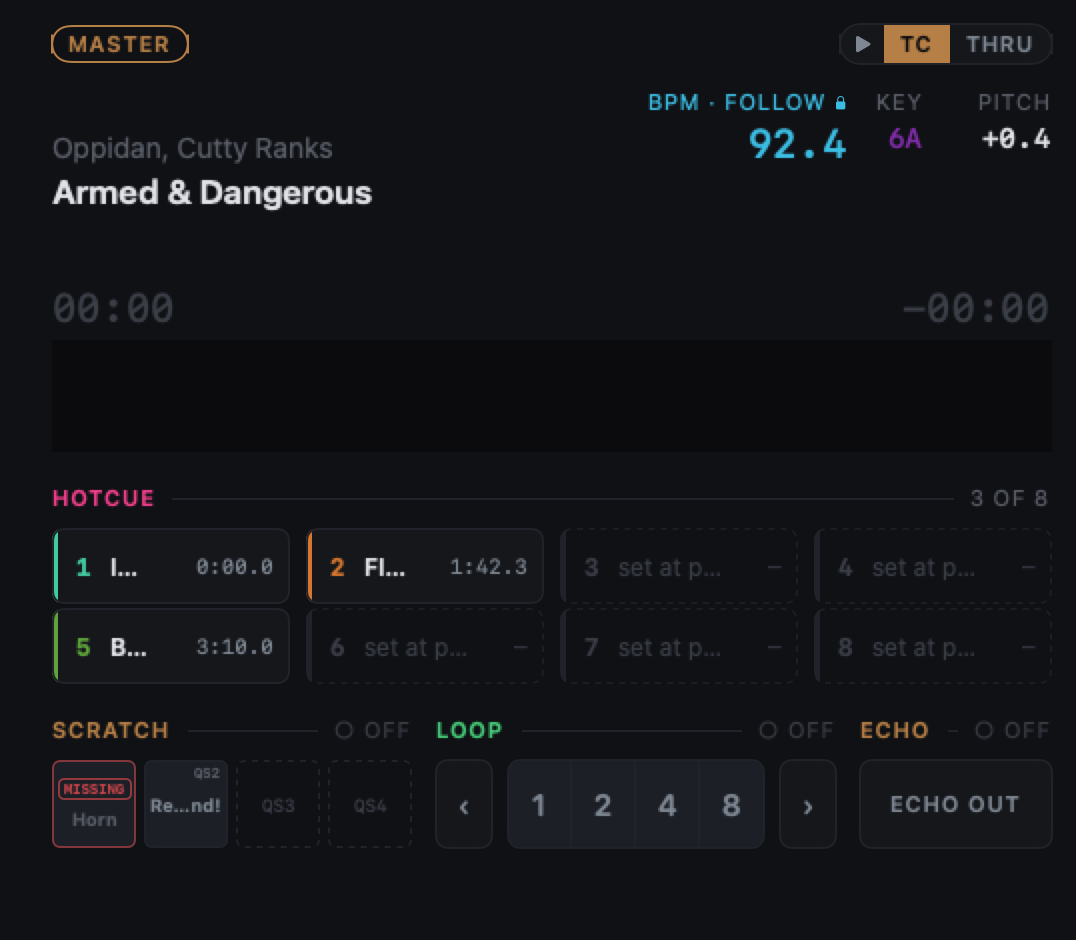 MASTER
TC THRU
BPM · FOLLOW KEY PITCH
92.4 6A +0.4
Oppidan, Cutty Ranks
Armed & Dangerous
00:00 −00:00
HOTCUE 3 OF 8
1 I... 0:00.0 2 Fl... 1:42.3 3 set at p... – 4 set at p... –
5 B... 3:10.0 6 set at p... – 7 set at p... – 8 set at p... –
SCRATCH OFF LOOP OFF ECHO OFF
MISSING Horn QS2 Re...nd! QS3 QS4 ‹ 1 2 4 8 › ECHO OUT